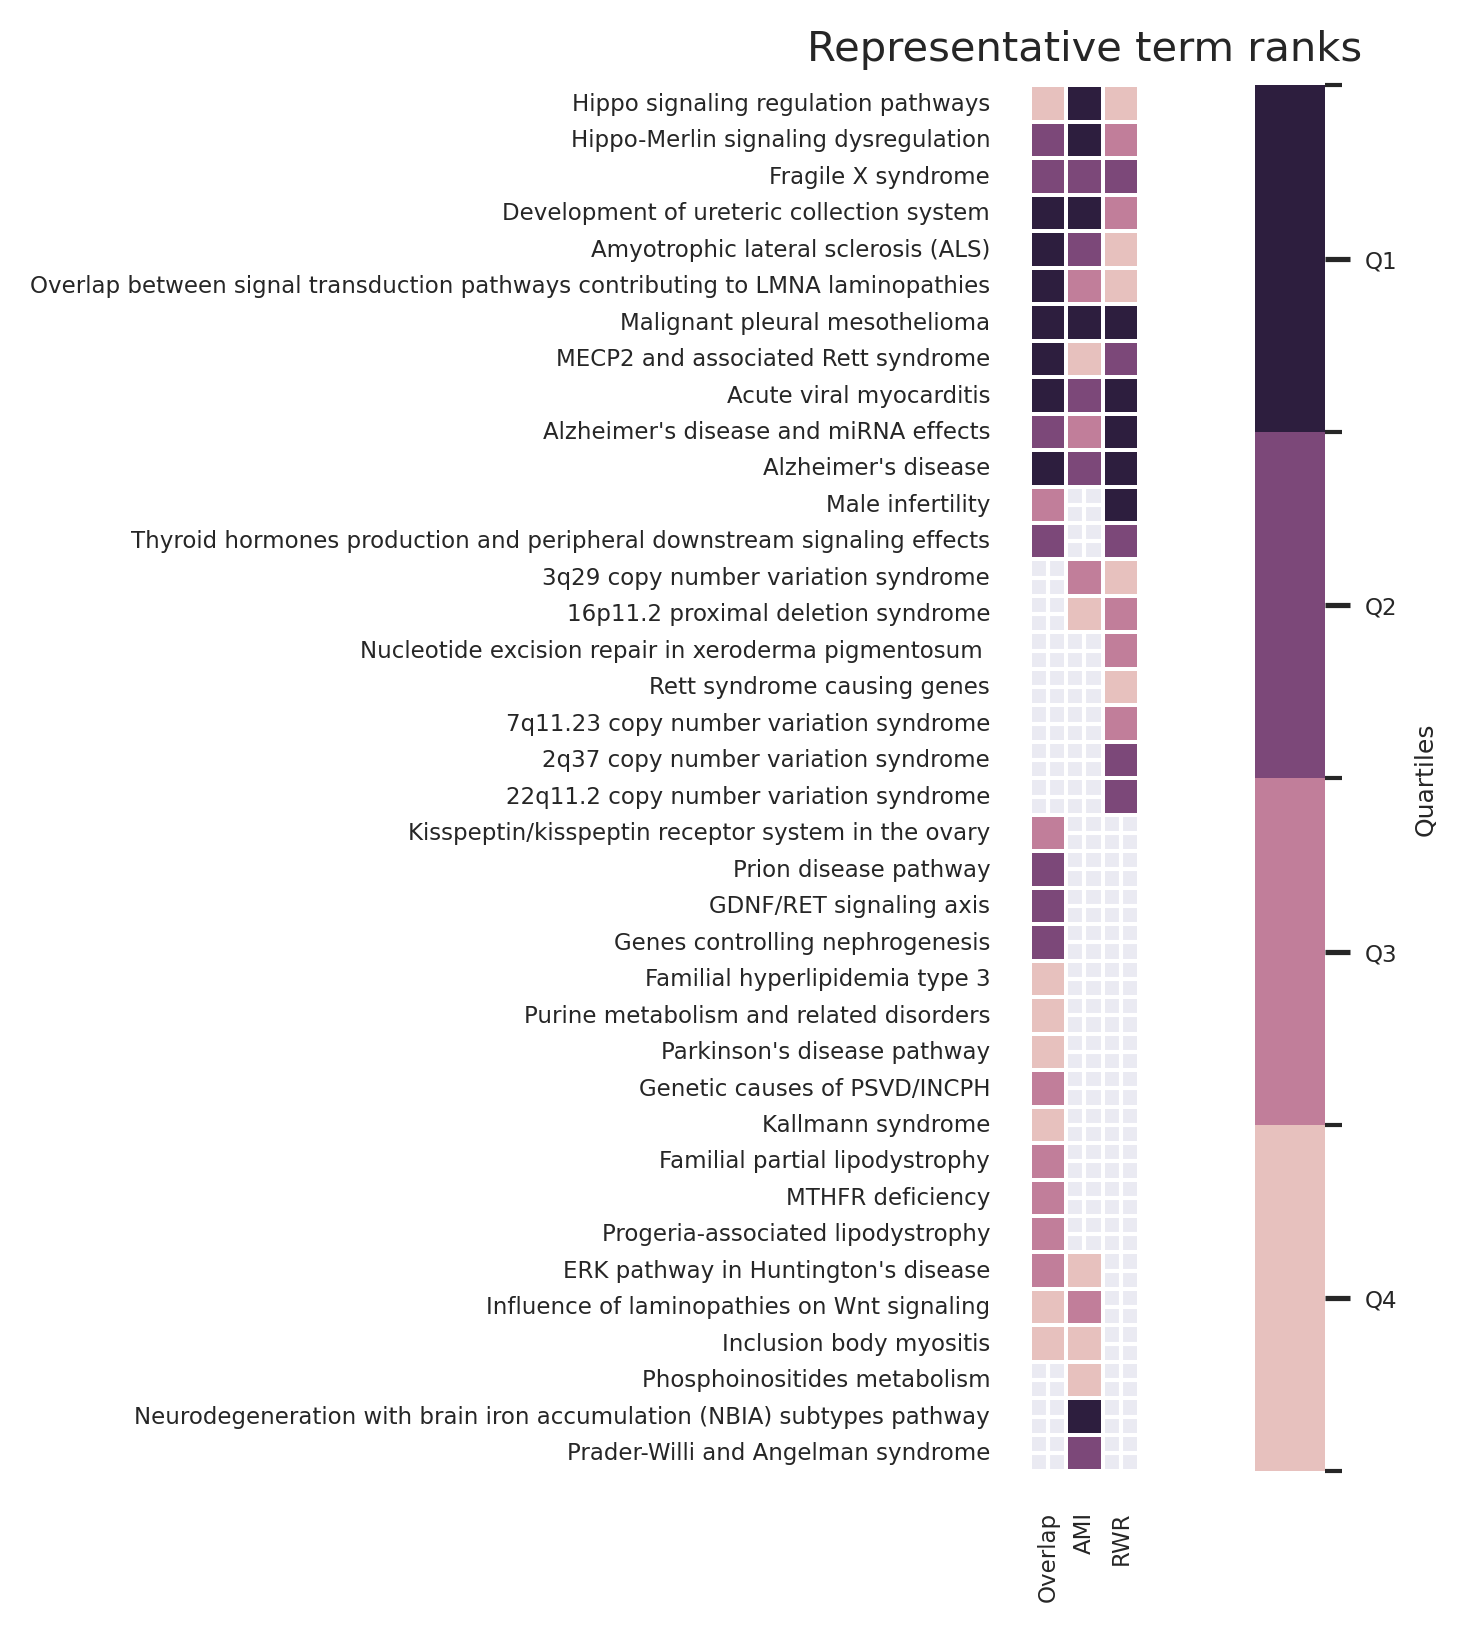 Representative term ranks
Hippo signaling regulation pathways
Hippo-Merlin signaling dysregulation
Fragile X syndrome
Development of ureteric collection system
Amyotrophic lateral sclerosis (ALS)
Overlap between signal transduction pathways contributing to LMNA laminopathies
Malignant pleural mesothelioma
MECP2 and associated Rett syndrome
Acute viral myocarditis
Alzheimer's disease and miRNA effects
Alzheimer's disease
Male infertility
Thyroid hormones production and peripheral downstream signaling effects
3q29 copy number variation syndrome
16p11.2 proximal deletion syndrome
Nucleotide excision repair in xeroderma pigmentosum
Rett syndrome causing genes
7q11.23 copy number variation syndrome
2q37 copy number variation syndrome
22q11.2 copy number variation syndrome
Kisspeptin/kisspeptin receptor system in the ovary
Prion disease pathway
GDNF/RET signaling axis
Genes controlling nephrogenesis
Familial hyperlipidemia type 3
Purine metabolism and related disorders
Parkinson's disease pathway
Genetic causes of PSVD/INCPH
Kallmann syndrome
Familial partial lipodystrophy
MTHFR deficiency
Progeria-associated lipodystrophy
ERK pathway in Huntington's disease
Influence of laminopathies on Wnt signaling
Inclusion body myositis
Phosphoinositides metabolism
Neurodegeneration with brain iron accumulation (NBIA) subtypes pathway
Prader-Willi and Angelman syndrome
Overlap
AMI
RWR
Q1
Q2
Q3
Q4
Quartiles